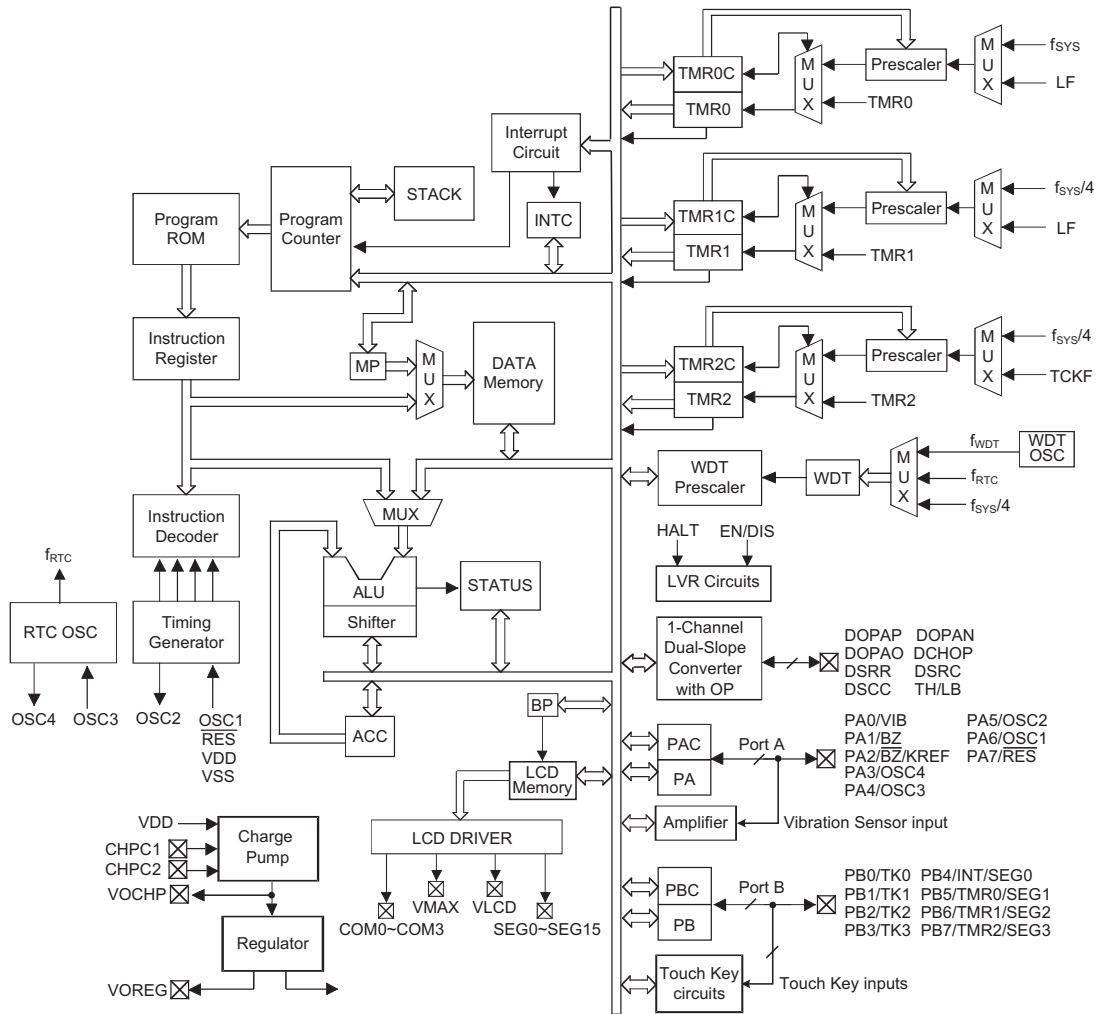 Interrupt
Circuit
STACK
INTC
Program
Counter
Program
ROM
Instruction
Register
MP
M
U
X
DATA
Memory
Instruction
Decoder
MUX
ALU
Shifter
STATUS
fRTC
RTC OSC
OSC4
OSC3
Timing
Generator
OSC2
OSC1
RES
VDD
VSS
ACC
BP
LCD
Memory
LCD DRIVER
COM0~COM3
VMAX
VLCD
SEG0~SEG15
VDD
CHPC1
CHPC2
VOCHP
Charge
Pump
Regulator
VOREG
TMR0C
TMR0
M
U
X
Prescaler
TMR0
M
U
X
fSYS
LF
TMR1C
TMR1
M
U
X
Prescaler
TMR1
M
U
X
fSYS/4
LF
TMR2C
TMR2
M
U
X
Prescaler
TMR2
M
U
X
fSYS/4
TCKF
WDT
Prescaler
WDT
M
U
X
fWDT
WDT
OSC
fRTC
fSYS/4
HALT
EN/DIS
LVR Circuits
1-Channel
Dual-Slope
Converter
with OP
DOPAP DOPAN
DOPAO DCHOP
DSRR DSRC
DSCC TH/LB
PAC
PA
Port A
PA0/VIB PA5/OSC2
PA1/BZ PA6/OSC1
PA2/BZ/KREF PA7/RES
PA3/OSC4
PA4/OSC3
Amplifier
Vibration Sensor input
PBC
PB
Port B
PB0/TK0 PB4/INT/SEG0
PB1/TK1 PB5/TMR0/SEG1
PB2/TK2 PB6/TMR1/SEG2
PB3/TK3 PB7/TMR2/SEG3
Touch Key
circuits
Touch Key inputs